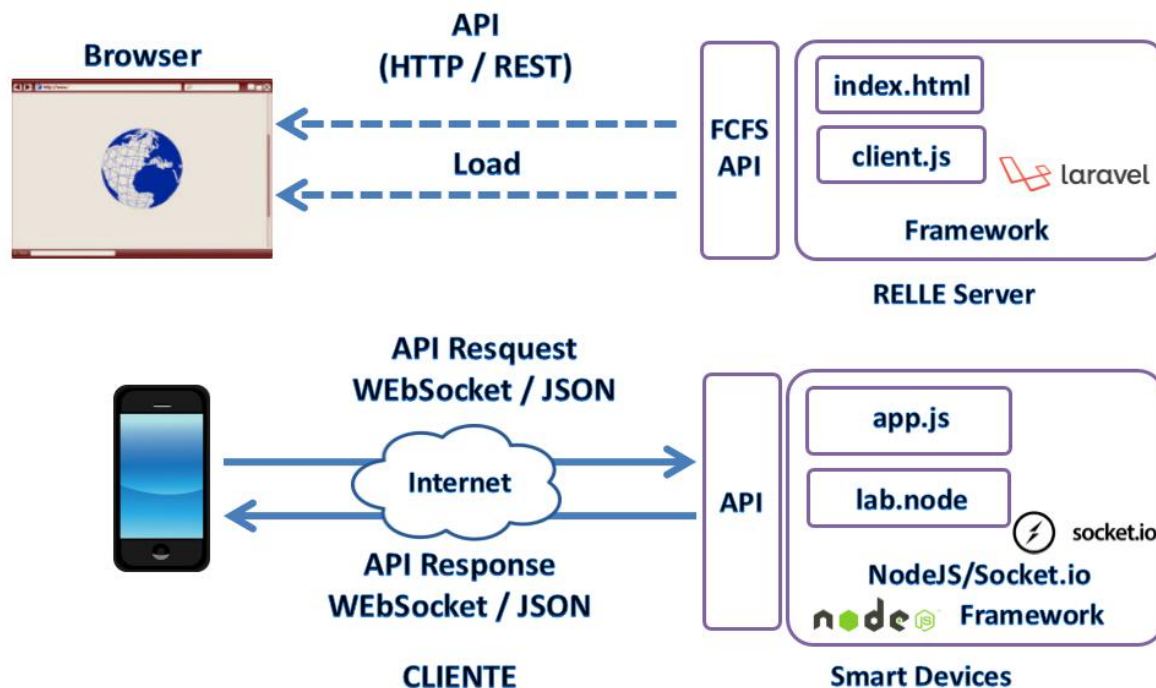 Browser
API
(HTTP / REST)
Load
FCFS
API
index.html
client.js
laravel
Framework
RELLE Server
API Resquest
WEbSocket / JSON
Internet
API Response
WEbSocket / JSON
CLIENTE
API
app.js
lab.node
socket.io
NodeJS/Socket.io
node JS Framework
Smart Devices